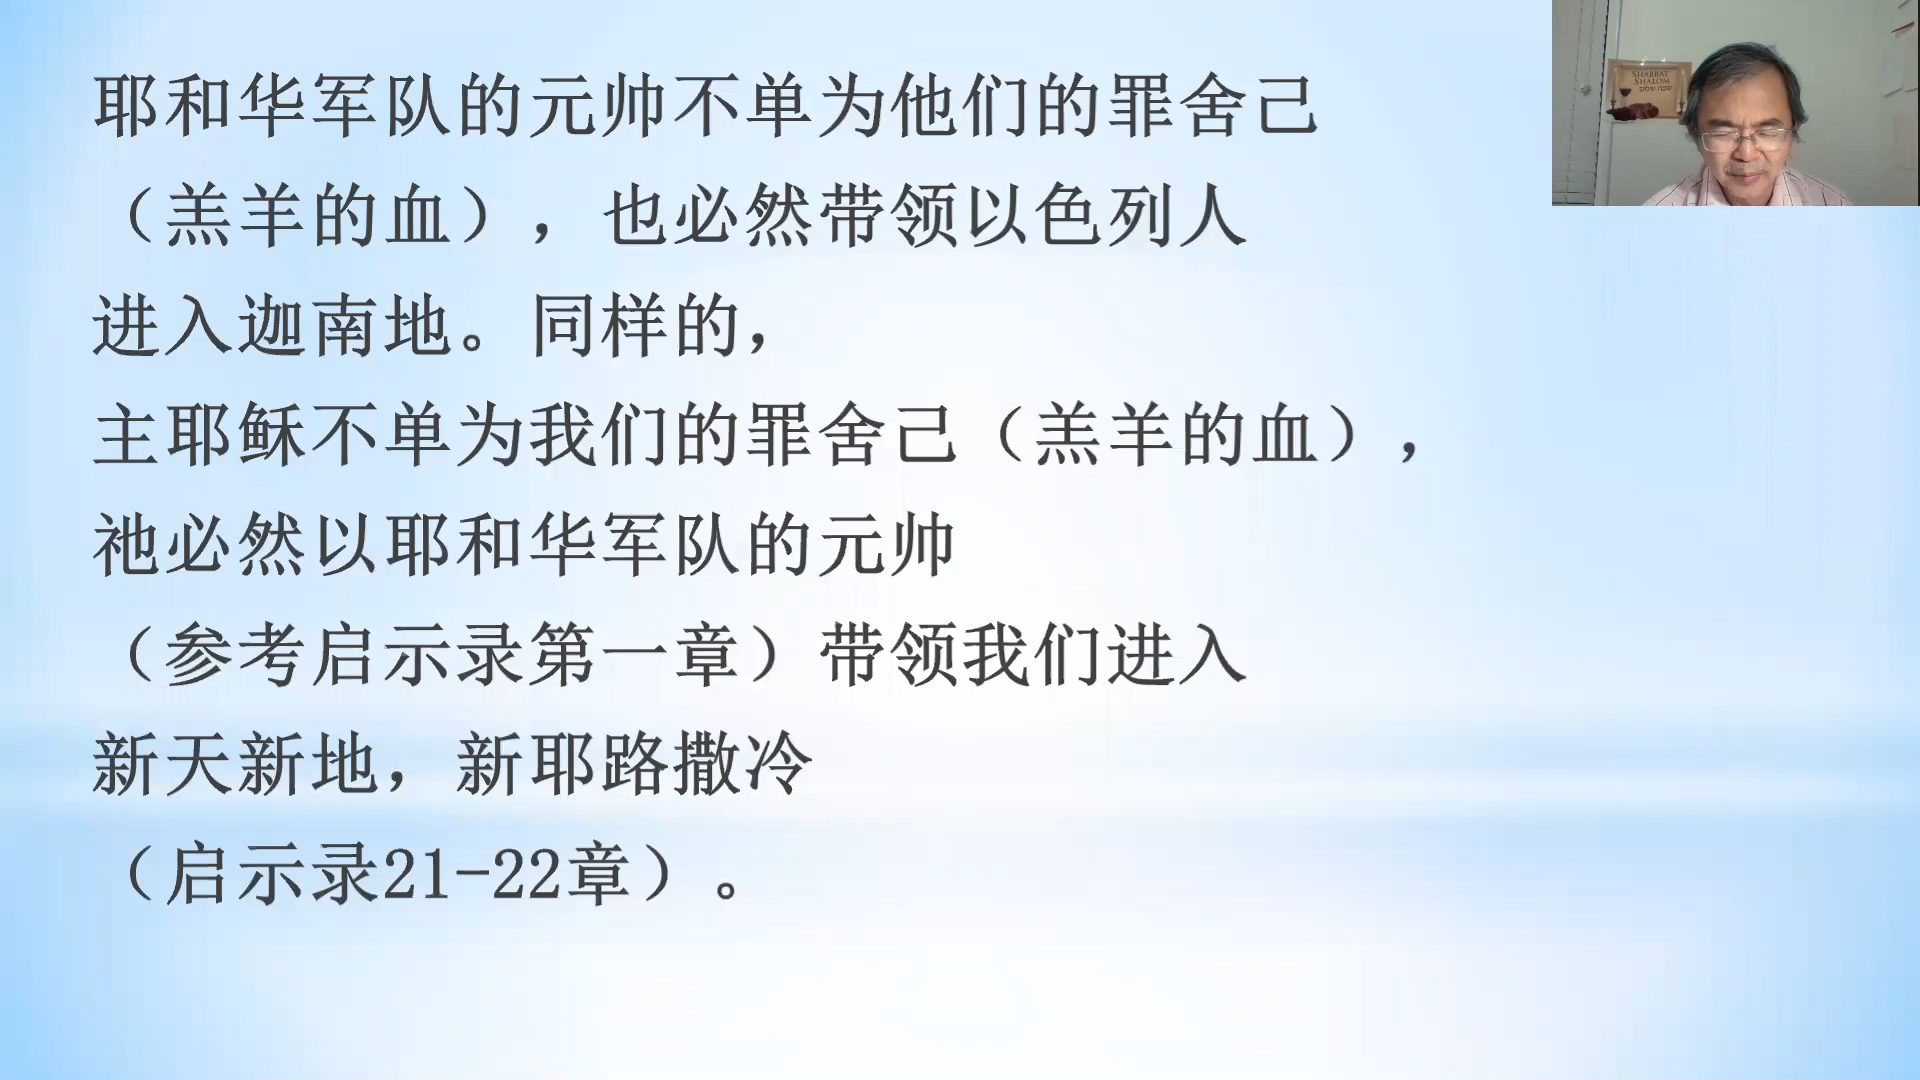 耶和华军队的元帅不单为他们的罪舍己
（羔羊的血），也必然带领以色列人
进入迦南地。同样的，
主耶稣不单为我们的罪舍己（羔羊的血），
祂必然以耶和华军队的元帅
（参考启示录第一章）带领我们进入
新天新地，新耶路撒冷
（启示录21-22章）。
SHABBAT
SHALOM
שבת שלום